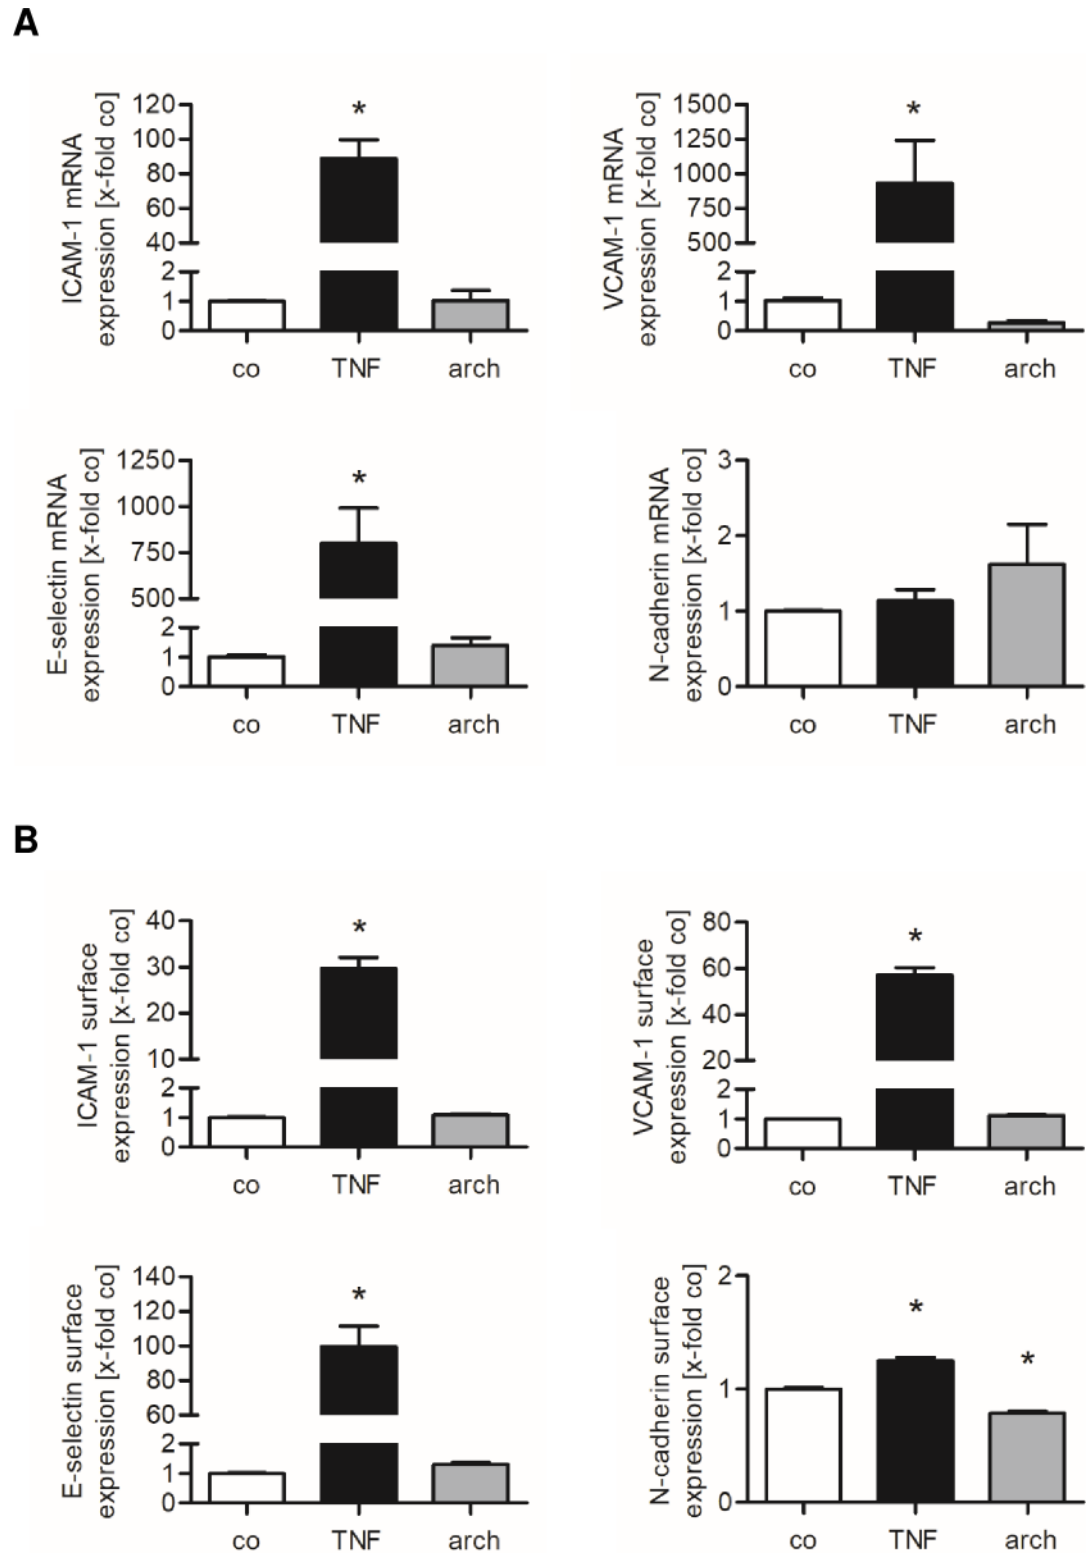 A
ICAM-1 mRNA
expression [x-fold co]
120
100
80
60
40
2
1
0
*
co TNF arch
VCAM-1 mRNA
expression [x-fold co]
1500
1250
1000
750
500
2
1
0
*
co TNF arch
E-selectin mRNA
expression [x-fold co]
1250
1000
750
500
2
1
0
*
co TNF arch
N-cadherin mRNA
expression [x-fold co]
3
2
1
0
co TNF arch
B
ICAM-1 surface
expression [x-fold co]
40
30
20
10
2
1
0
*
co TNF arch
VCAM-1 surface
expression [x-fold co]
80
60
40
20
2
1
0
*
co TNF arch
E-selectin surface
expression [x-fold co]
140
120
100
80
60
2
1
0
*
co TNF arch
N-cadherin surface
expression [x-fold co]
2
1
0
*
*
co TNF arch